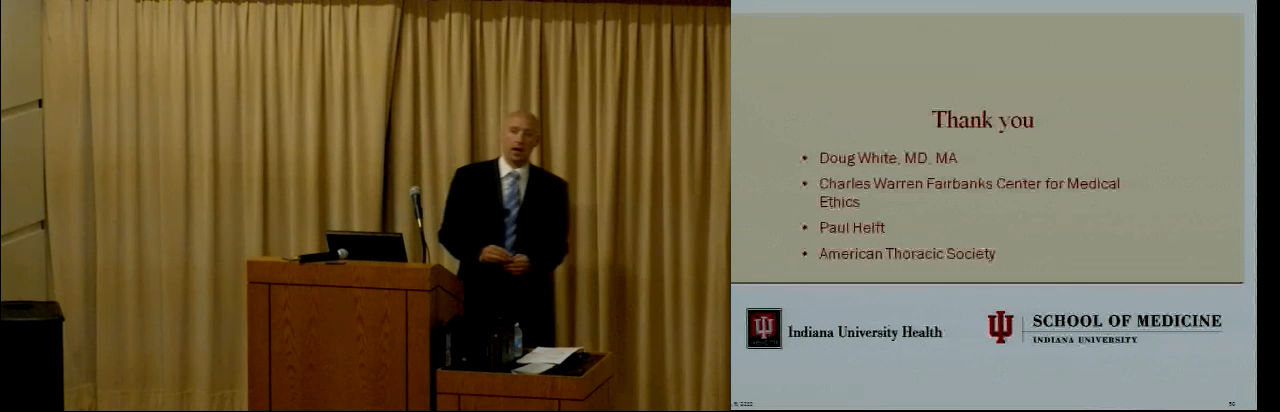 Thank you
• Doug White, MD, MA
• Charles Warren Fairbanks Center for Medical
Ethics
• Paul Helft
• American Thoracic Society
Indiana University Health
SCHOOL OF MEDICINE
INDIANA UNIVERSITY